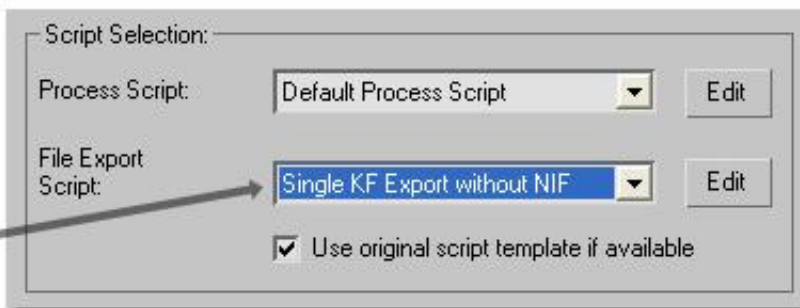 Script Selection:
Process Script: Default Process Script Edit
File Export
Script: Single KF Export without NIF Edit
Use original script template if available